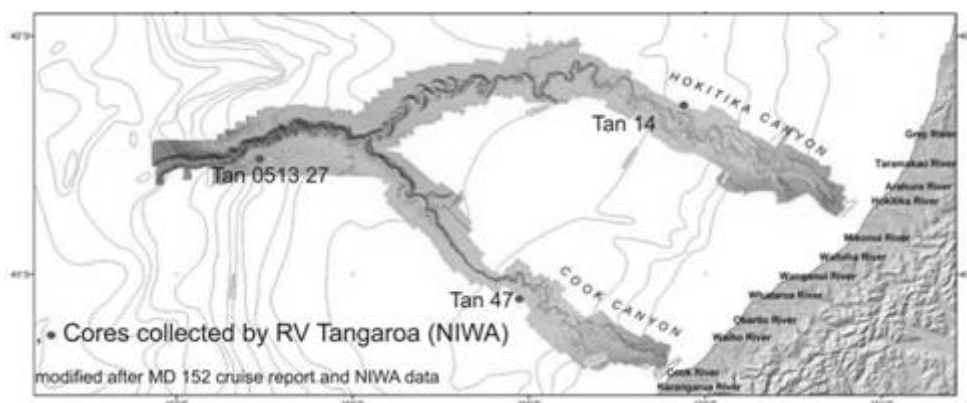 HOKITIKA CANYON
Tan 14
Grey River
Tan 0513 27
Taramakau River
Arahura River
Hokitika River
Mikonui River
Waitaha River
COOK CANYON
Wanganui River
Tan 47
Whataroa River
Okarito River
Cores collected by RV Tangaroa (NIWA)
Waiho River
modified after MD 152 cruise report and NIWA data
Cook River
Karangarua River